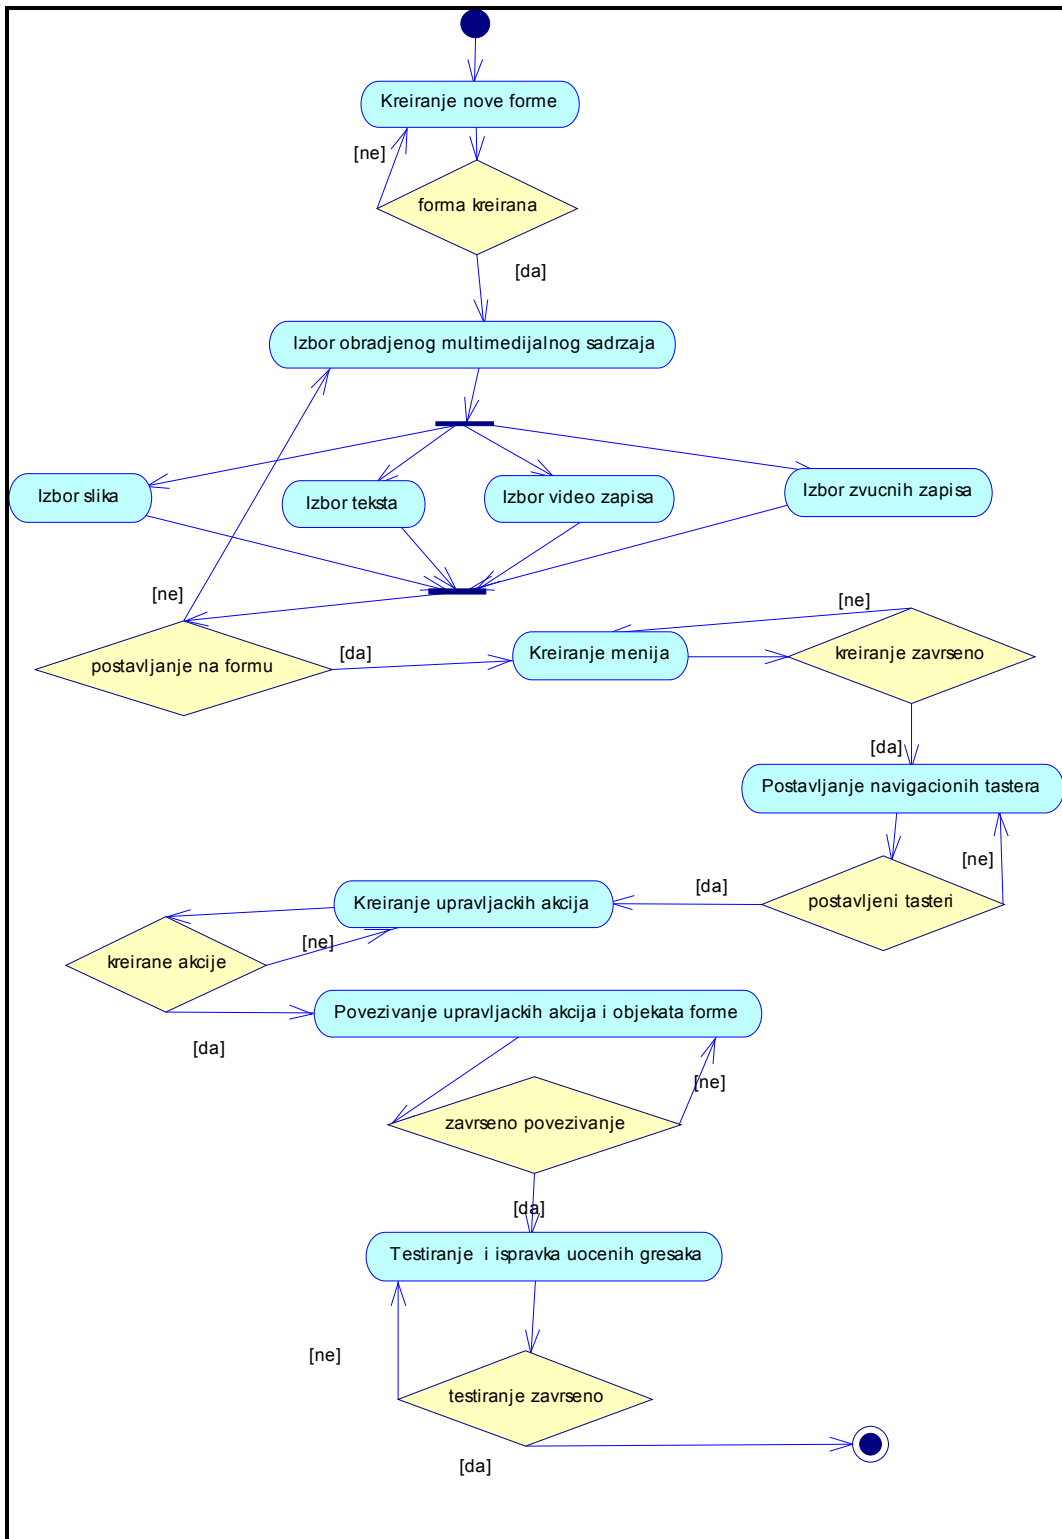 Kreiranje nove forme
[ne]
forma kreirana
[da]
Izbor obradjenog multimedijalnog sadrzaja
Izbor slika
Izbor teksta
Izbor video zapisa
Izbor zvucnih zapisa
[ne]
[ne]
postavljanje na formu
[da]
Kreiranje menija
kreiranje zavrseno
[da]
Postavljanje navigacionih tastera
[ne]
[da]
postavljeni tasteri
Kreiranje upravljackih akcija
[ne]
kreirane akcije
Povezivanje upravljackih akcija i objekata forme
[da]
[ne]
zavrseno povezivanje
[da]
Testiranje i ispravka uocenih gresaka
[ne]
testiranje zavrseno
[da]